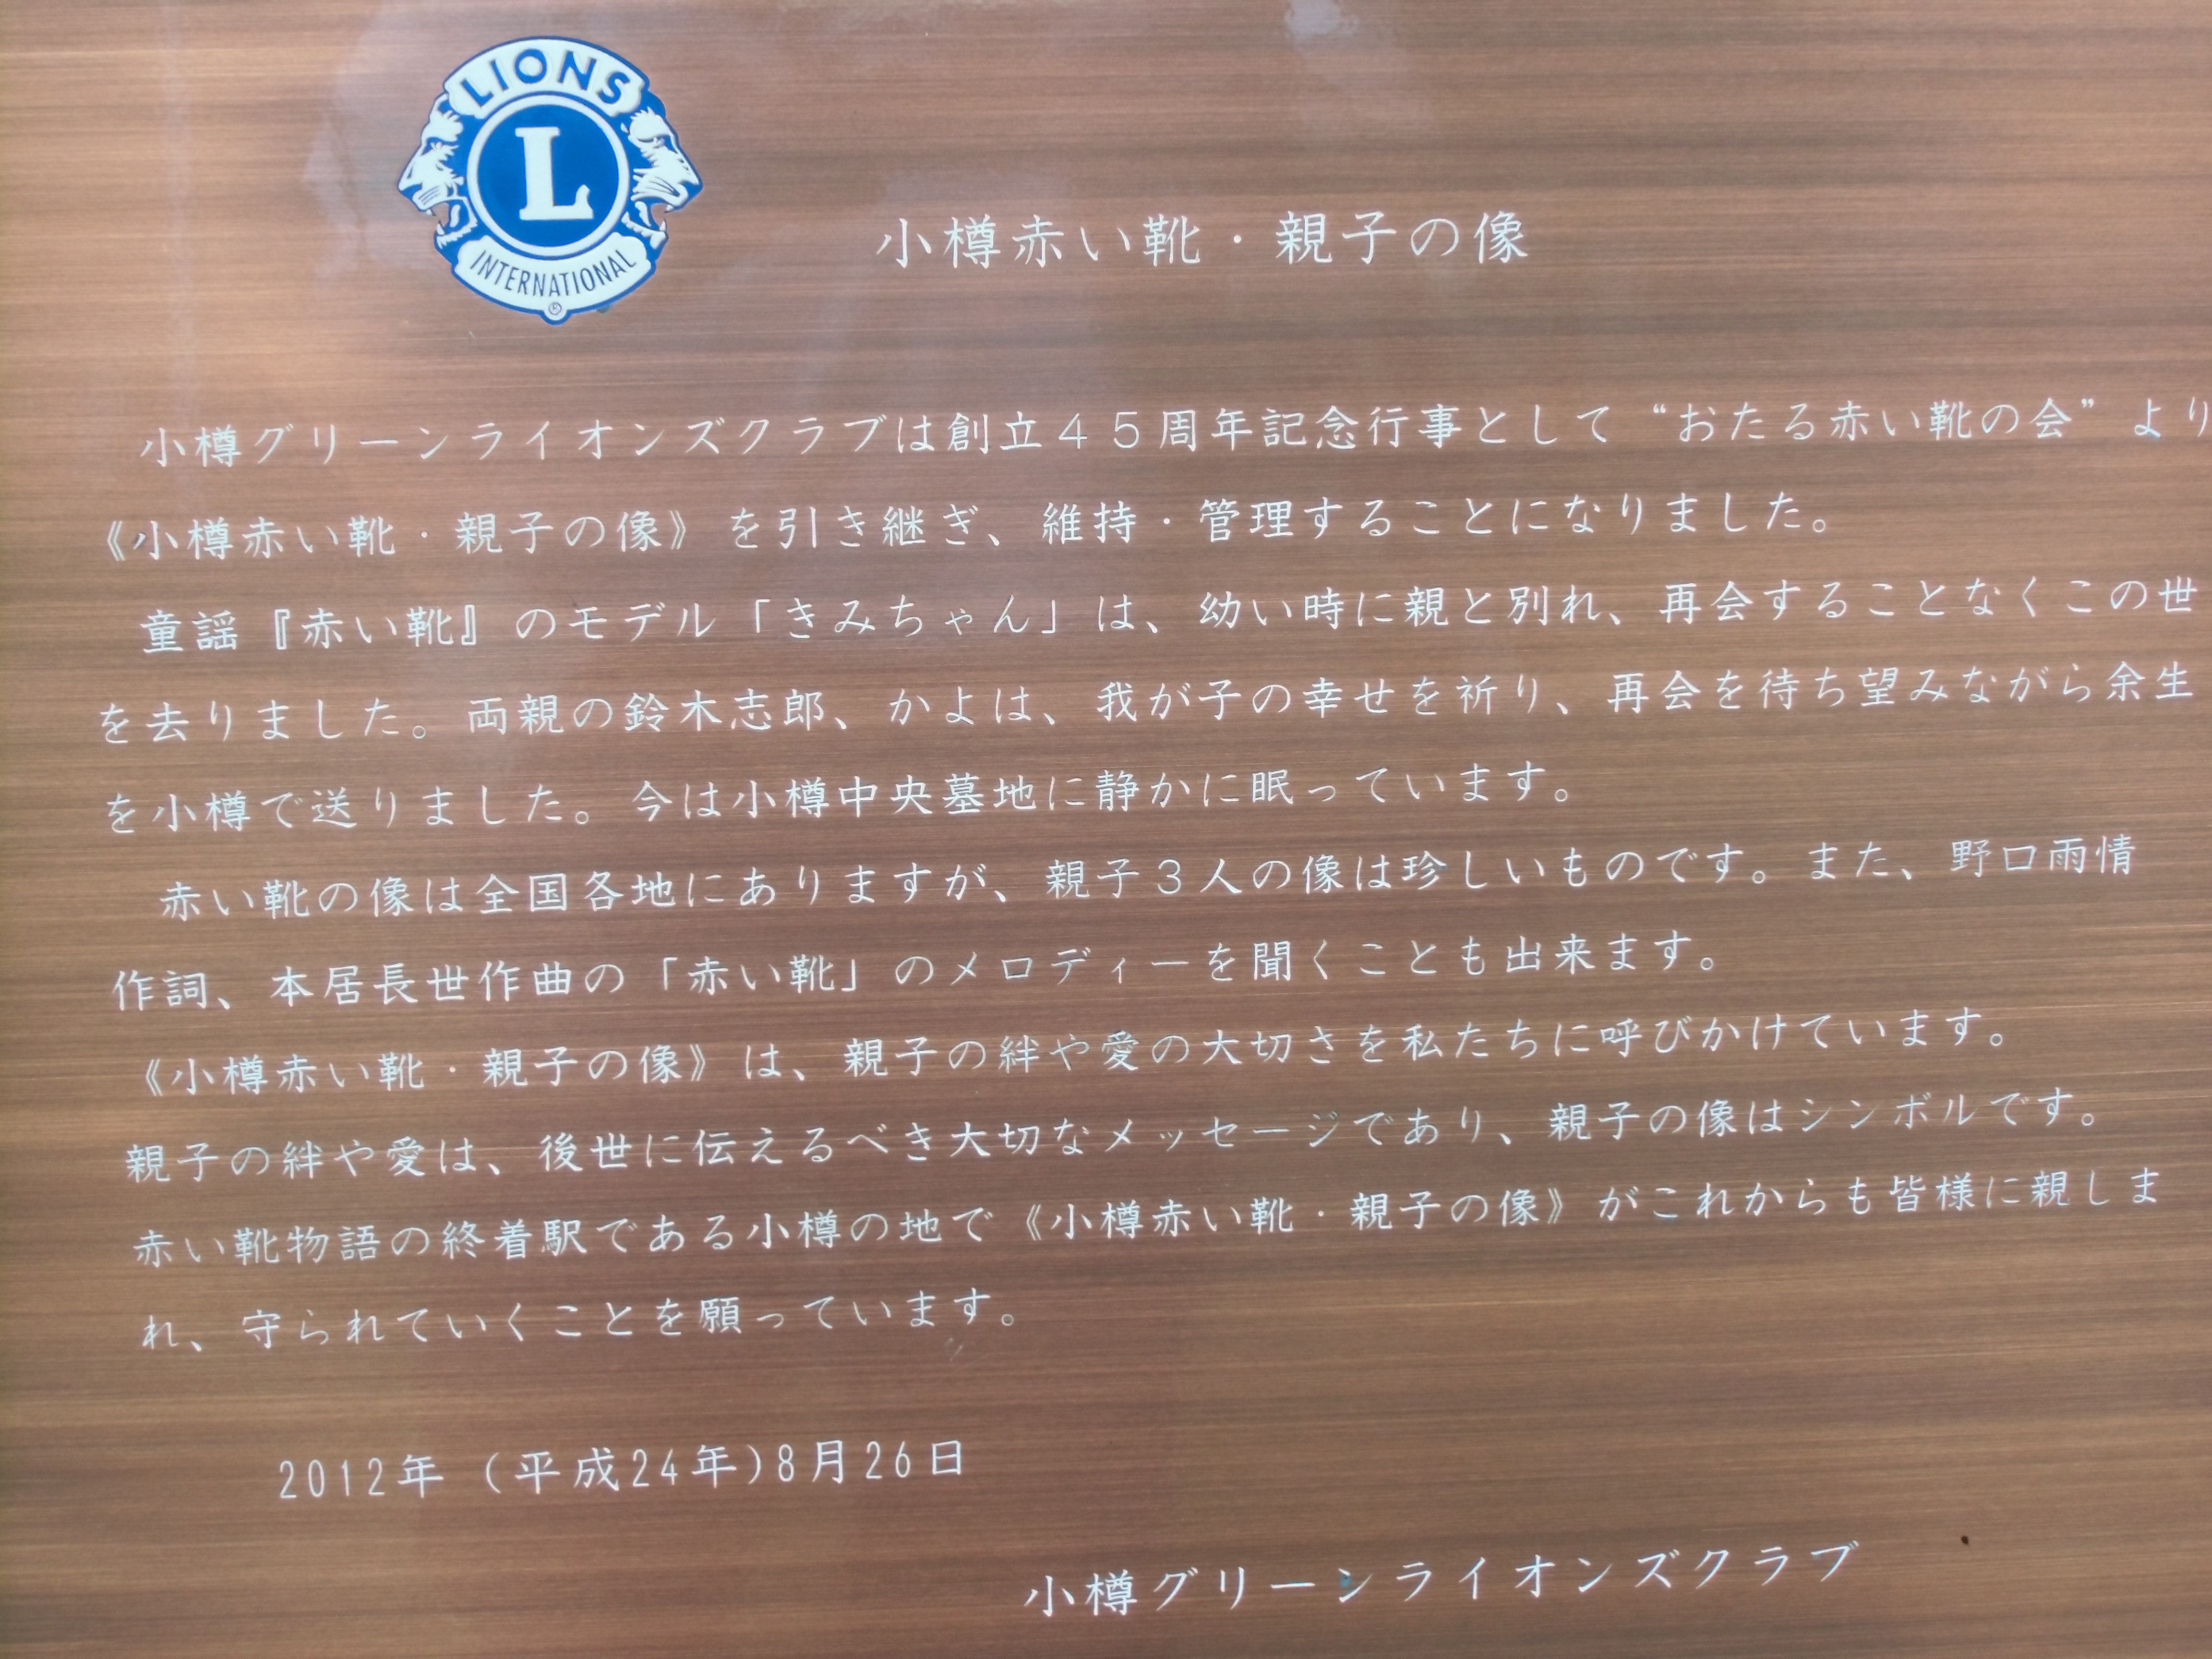 LIONS
L
INTERNATIONAL
®
小樽赤い靴・親子の像
小樽グリーンライオンズクラブは創立４５周年記念行事として“おたる赤い靴の会”より
《小樽赤い靴・親子の像》を引き継ぎ、維持・管理することになりました。
童謡『赤い靴』のモデル「きみちゃん」は、幼い時に親と別れ、再会することなくこの世
を去りました。両親の鈴木志郎、かよは、我が子の幸せを祈り、再会を待ち望みながら余生
を小樽で送りました。今は小樽中央墓地に静かに眠っています。
赤い靴の像は全国各地にありますが、親子３人の像は珍しいものです。また、野口雨情
作詞、本居長世作曲の「赤い靴」のメロディーを聞くことも出来ます。
《小樽赤い靴・親子の像》は、親子の絆や愛の大切さを私たちに呼びかけています。
親子の絆や愛は、後世に伝えるべき大切なメッセージであり、親子の像はシンボルです。
赤い靴物語の終着駅である小樽の地で《小樽赤い靴・親子の像》がこれからも皆様に親しま
れ、守られていくことを願っています。
2012年（平成24年)8月26日
小樽グリーンライオンズクラブ